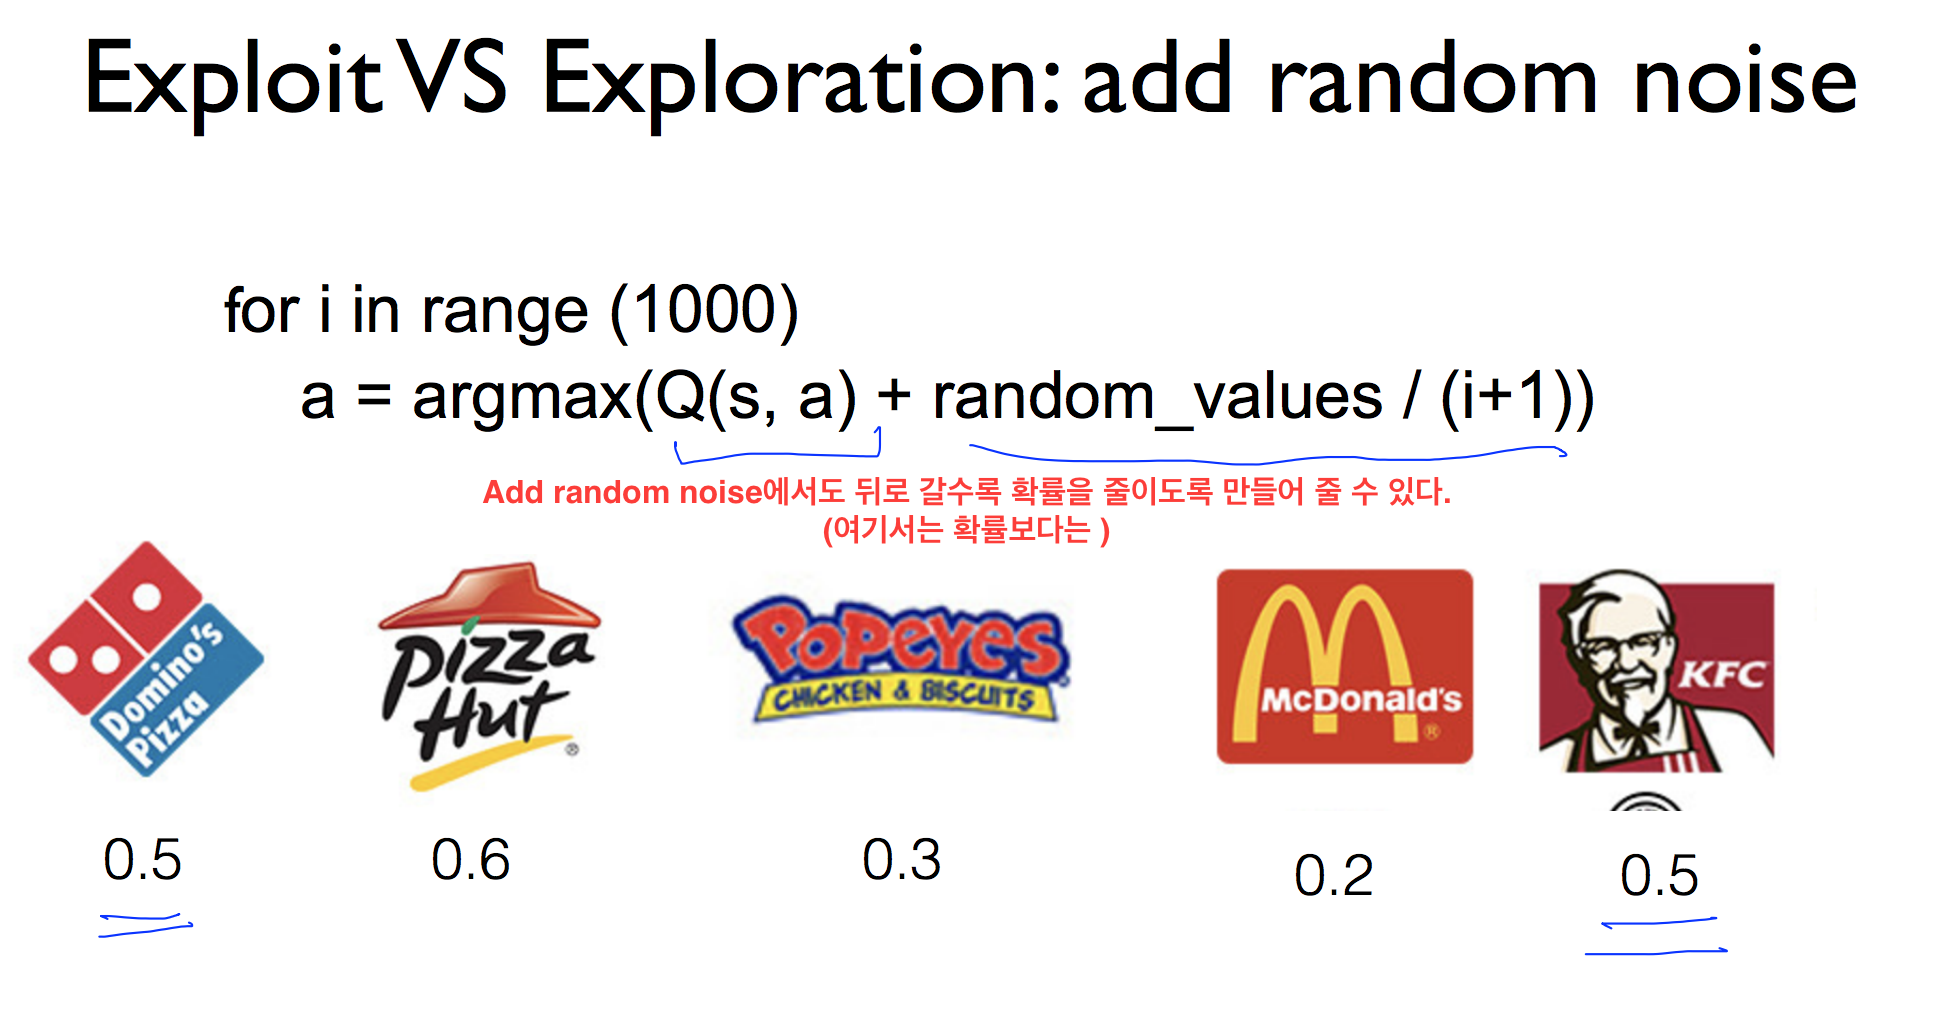 Exploit VS Exploration: add random noise
for i in range (1000)
a = argmax(Q(s, a) + random_values / (i+1))
Add random noise에서도 뒤로 갈수록 확률을 줄이도록 만들어 줄 수 있다.
(여기서는 확률보다는 )
Domino's
Pizza
Pizza
Hut
®
POPEYES
CHICKEN & BISCUITS
McDonald's
®
KFC
0.5
0.6
0.3
0.2
0.5